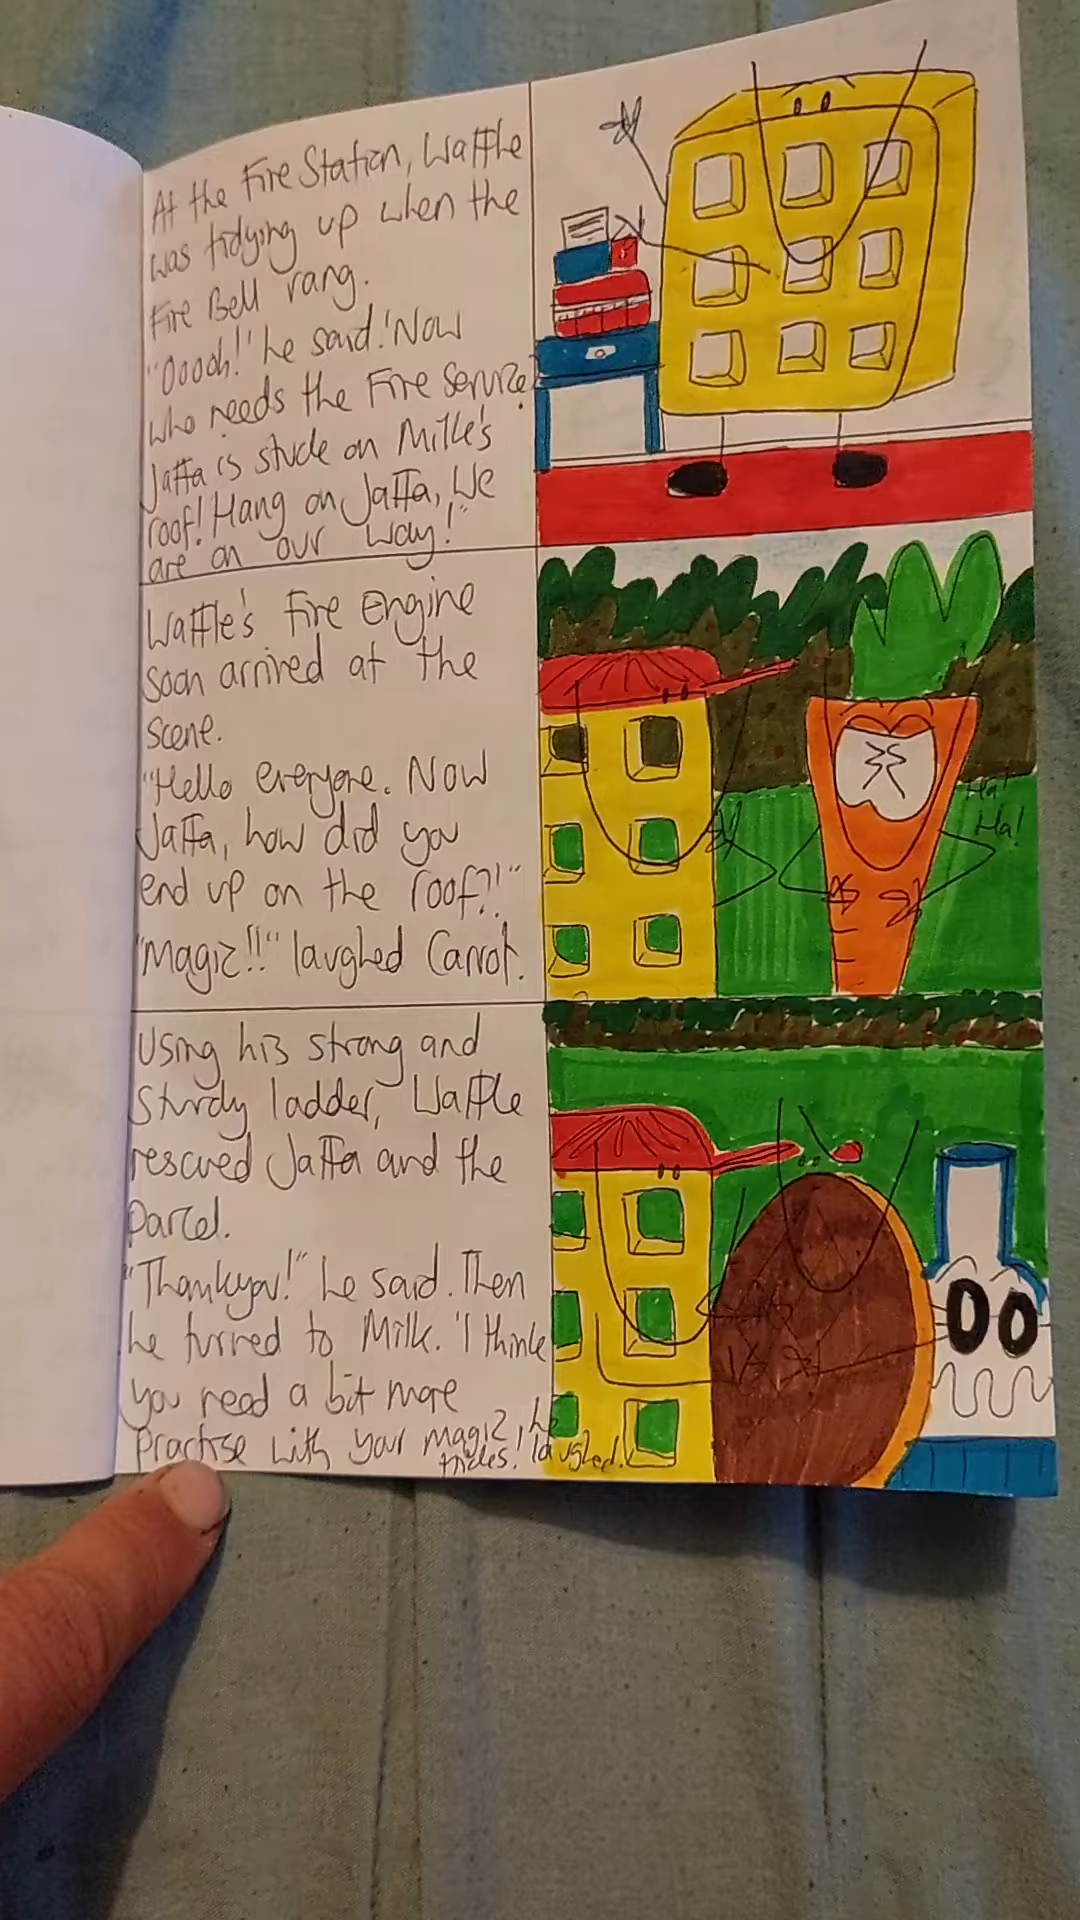 At the Fire Station, Waffle
was tidying up when the
Fire Bell rang.
"Ooooh!" he said! Now
who needs the Fire Service
Jaffa is stuck on Milk's
roof! Hang on Jaffa, We
are on our way!"
Waffle's Fire Engine
soon arrived at the
scene.
"Hello everyone. Now
Jaffa, how did you
end up on the roof?!"
"Magic!!" laughed Carrot.
Ha!
Ha!
Using his strong and
Sturdy ladder, Waffle
rescued Jaffa and the
parcel.
"Thankyou!" he said. Then
he turned to Milk. 'I think
you need a bit more
practise with your magic
tricks!' he
laughed.